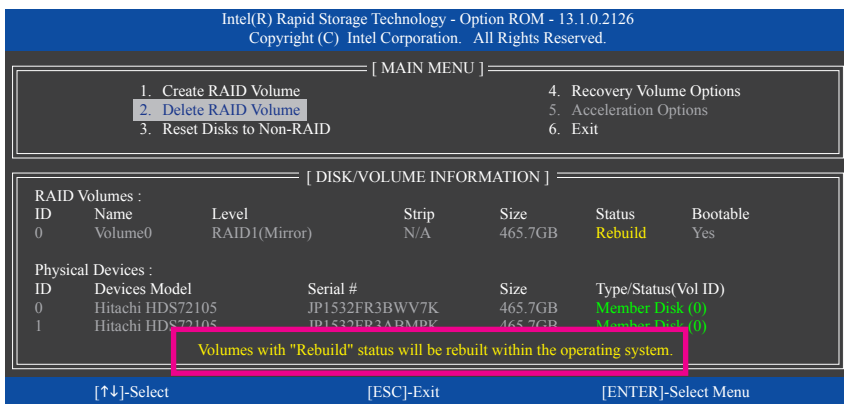 Intel(R) Rapid Storage Technology - Option ROM - 13.1.0.2126
Copyright (C) Intel Corporation. All Rights Reserved.
[ MAIN MENU ]
1. Create RAID Volume
2. Delete RAID Volume
3. Reset Disks to Non-RAID
4. Recovery Volume Options
5. Acceleration Options
6. Exit
[ DISK/VOLUME INFORMATION ]
RAID Volumes :
ID Name Level Strip Size Status Bootable
0 Volume0 RAID1(Mirror) N/A 465.7GB Rebuild Yes
Physical Devices :
ID Devices Model Serial # Size Type/Status(Vol ID)
0 Hitachi HDS72105 JP1532FR3BWV7K 465.7GB Member Disk (0)
1 Hitachi HDS72105 JP1532FR3ABMPK 465.7GB Member Disk (0)
Volumes with "Rebuild" status will be rebuilt within the operating system.
[↑↓]-Select [ESC]-Exit [ENTER]-Select Menu